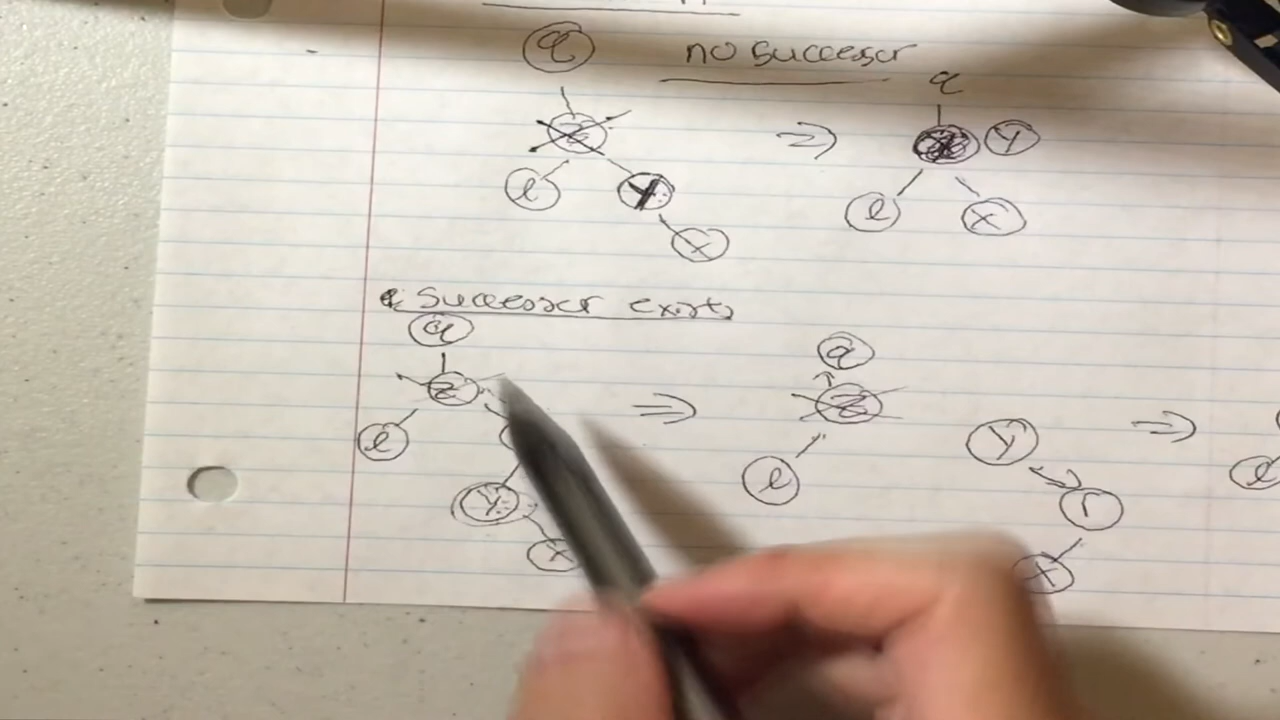 q no successor
q
z
y
l y
l x
x
successor exists
q
q
z
z
l
y
l
l
r
y
x
x